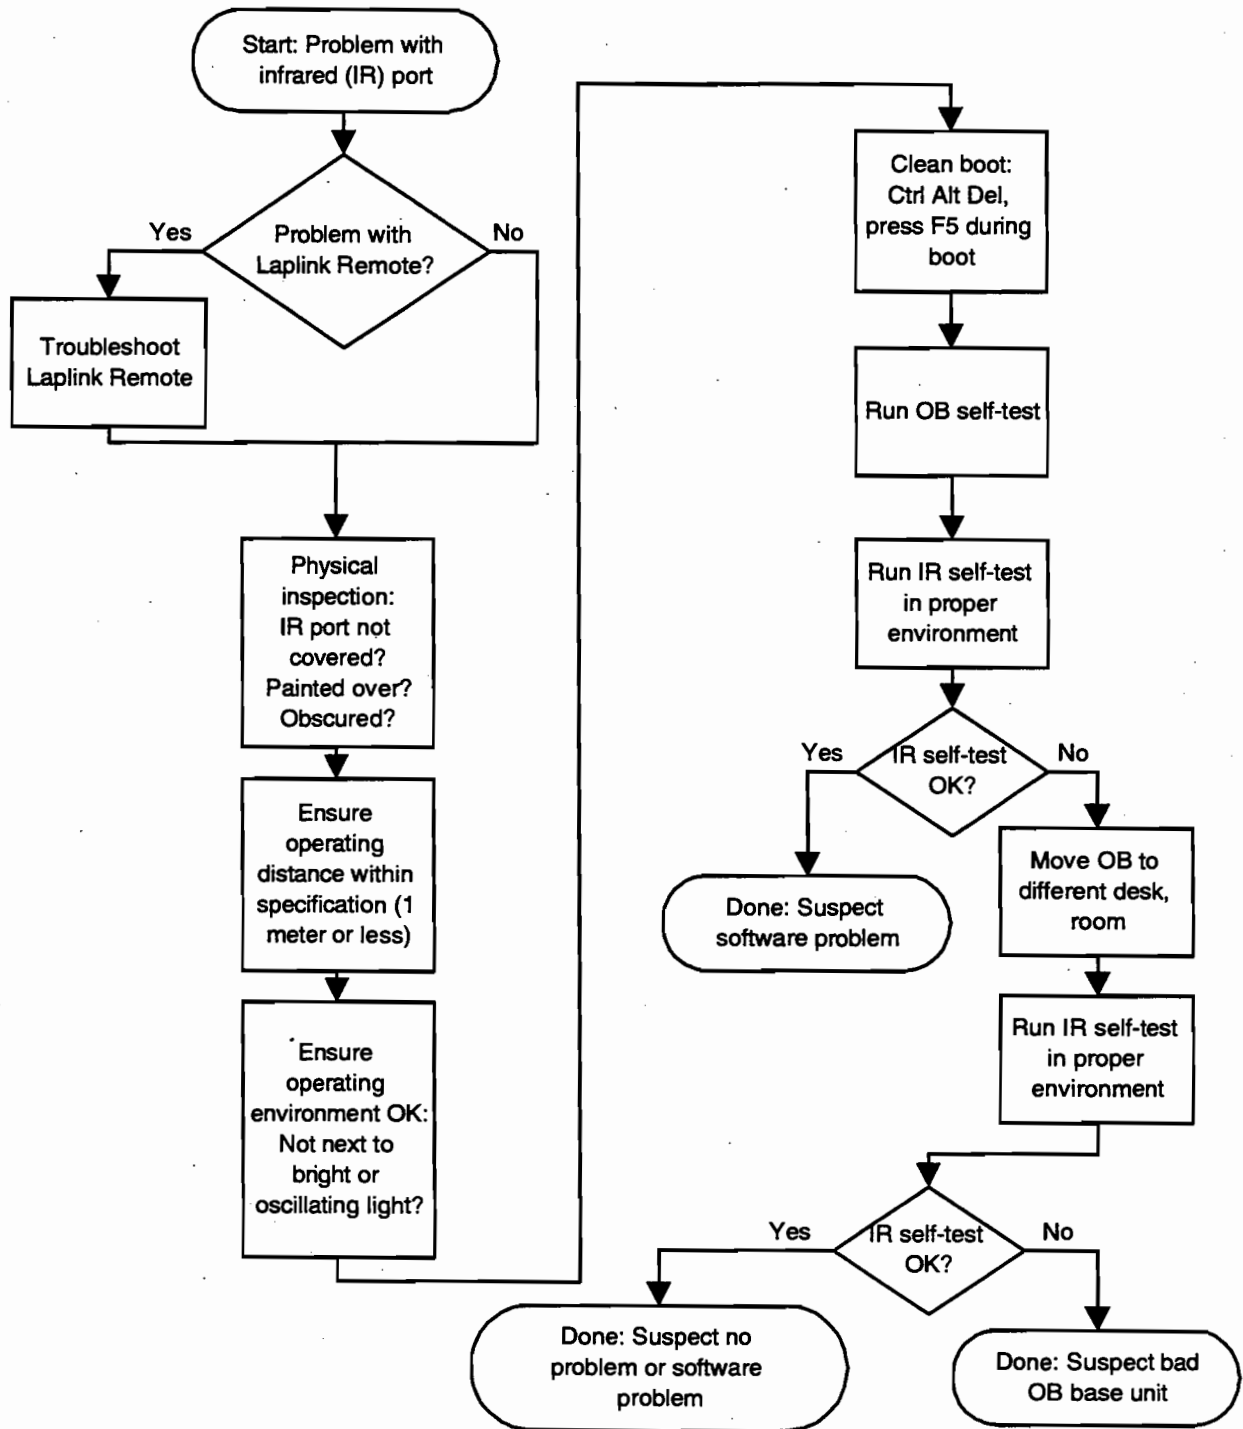 Start: Problem with
infrared (IR) port
Problem with
Laplink Remote?
Yes
No
Troubleshoot
Laplink Remote
Physical
inspection:
IR port not
covered?
Painted over?
Obscured?
Ensure
operating
distance within
specification (1
meter or less)
Ensure
operating
environment OK:
Not next to
bright or
oscillating light?
Clean boot:
Ctrl Alt Del,
press F5 during
boot
Run OB self-test
Run IR self-test
in proper
environment
IR self-test
OK?
Yes
No
Done: Suspect
software problem
Move OB to
different desk,
room
Run IR self-test
in proper
environment
IR self-test
OK?
Yes
No
Done: Suspect no
problem or software
problem
Done: Suspect bad
OB base unit